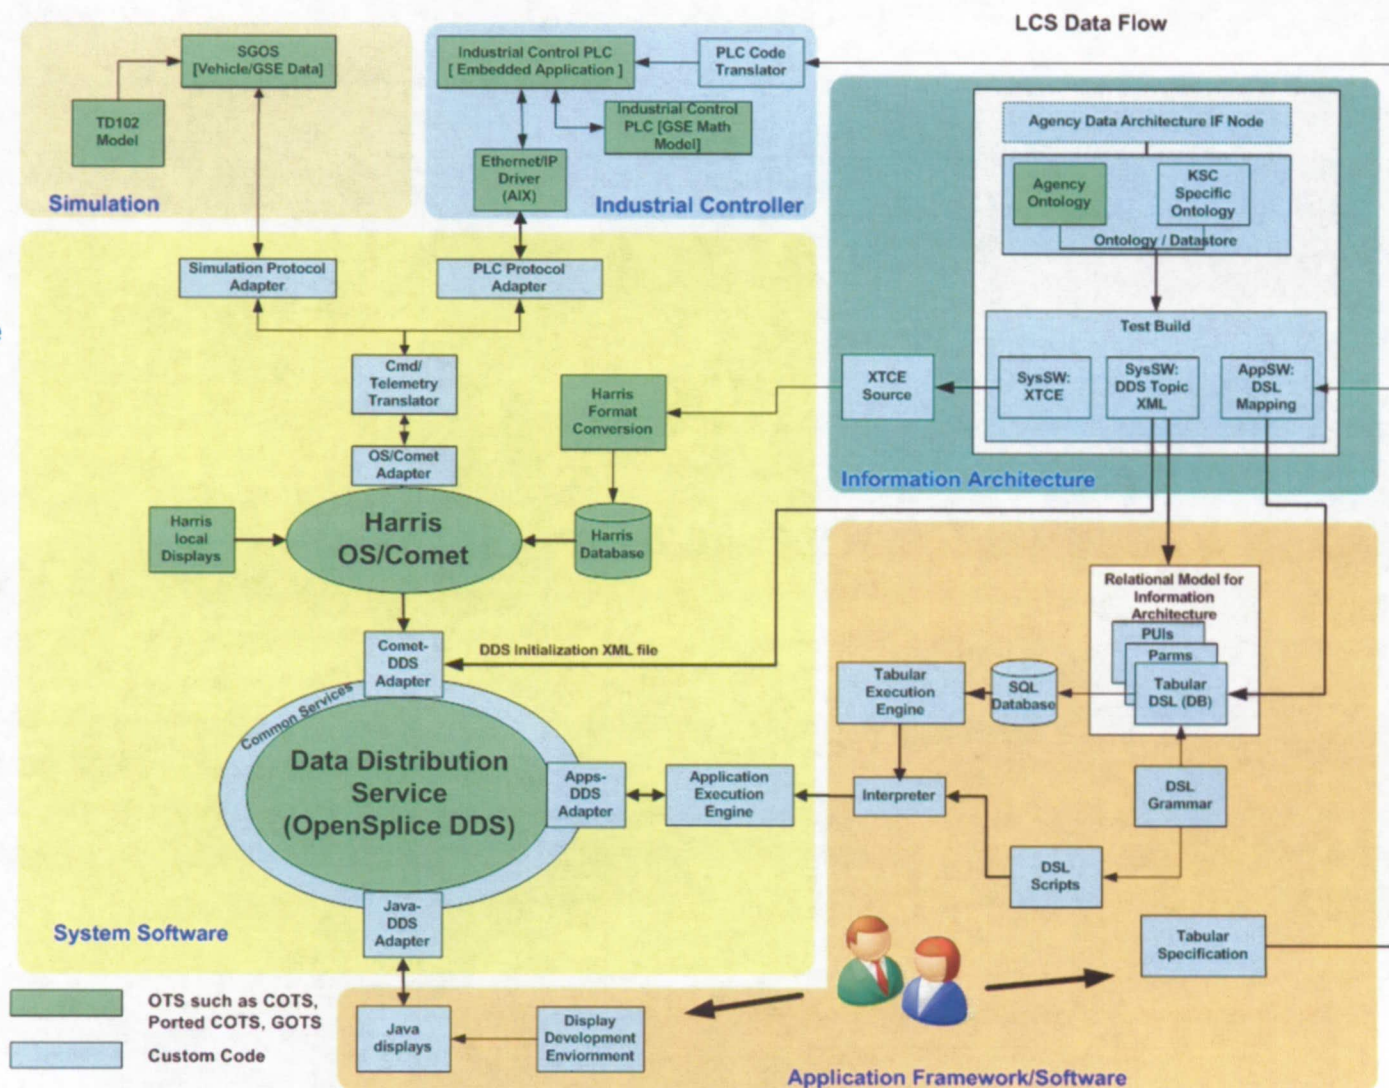 LCS Data Flow
SGOS
[Vehicle/GSE Data]
TD102
Model
Simulation
Industrial Control PLC
[ Embedded Application ]
PLC Code
Translator
Industrial Control
PLC [GSE Math
Model]
Ethernet/IP
Driver
(AIX)
Industrial Controller
Agency Data Architecture IF Node
Agency
Ontology
KSC
Specific
Ontology
Ontology / Datastore
Test Build
SysSW:
XTCE
SysSW:
DDS Topic
XML
AppSW:
DSL
Mapping
XTCE
Source
Information Architecture
Simulation Protocol
Adapter
PLC Protocol
Adapter
Cmd/
Telemetry
Translator
Harris
Format
Conversion
OS/Comet
Adapter
Harris
local
Displays
Harris
OS/Comet
Harris
Database
Comet-
DDS
Adapter
DDS Initialization XML file
Common Services
Data Distribution
Service
(OpenSplice DDS)
Apps-
DDS
Adapter
Application
Execution
Engine
Java-
DDS
Adapter
System Software
Relational Model for
Information
Architecture
PUIs
Parms
Tabular
DSL (DB)
SQL
Database
Tabular
Execution
Engine
Interpreter
DSL
Grammar
DSL
Scripts
Tabular
Specification
Java
displays
Display
Development
Enviornment
Application Framework/Software
OTS such as COTS,
Ported COTS, GOTS
Custom Code